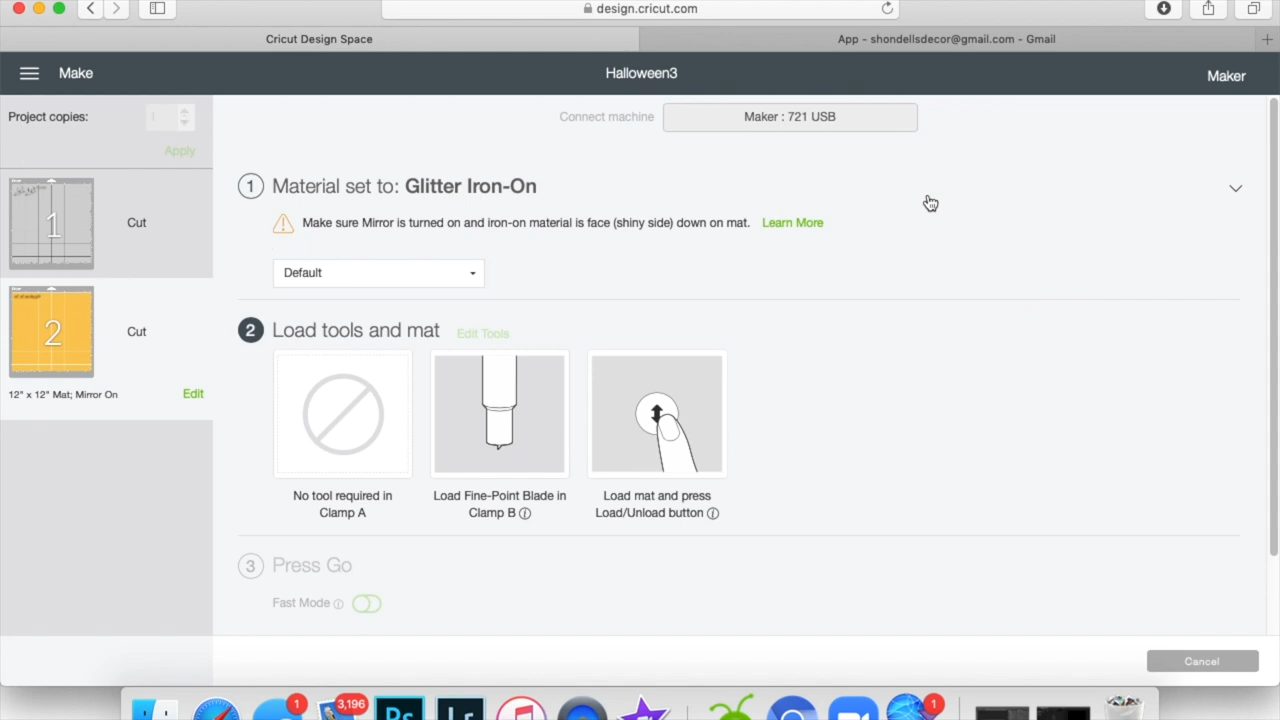 design.cricut.com
Cricut Design Space
App - shondellsdecor@gmail.com - Gmail
Make
Halloween3
Maker
Project copies:
1
Apply
Connect machine
Maker : 721 USB
1 Material set to: Glitter Iron-On
Make sure Mirror is turned on and iron-on material is face (shiny side) down on mat. Learn More
Default
1
Cut
2
Cut
12" x 12" Mat; Mirror On
Edit
2 Load tools and mat Edit Tools
No tool required in
Clamp A
Load Fine-Point Blade in
Clamp B
Load mat and press
Load/Unload button
3 Press Go
Fast Mode
Cancel
1
3,196
Ps
Lr
1